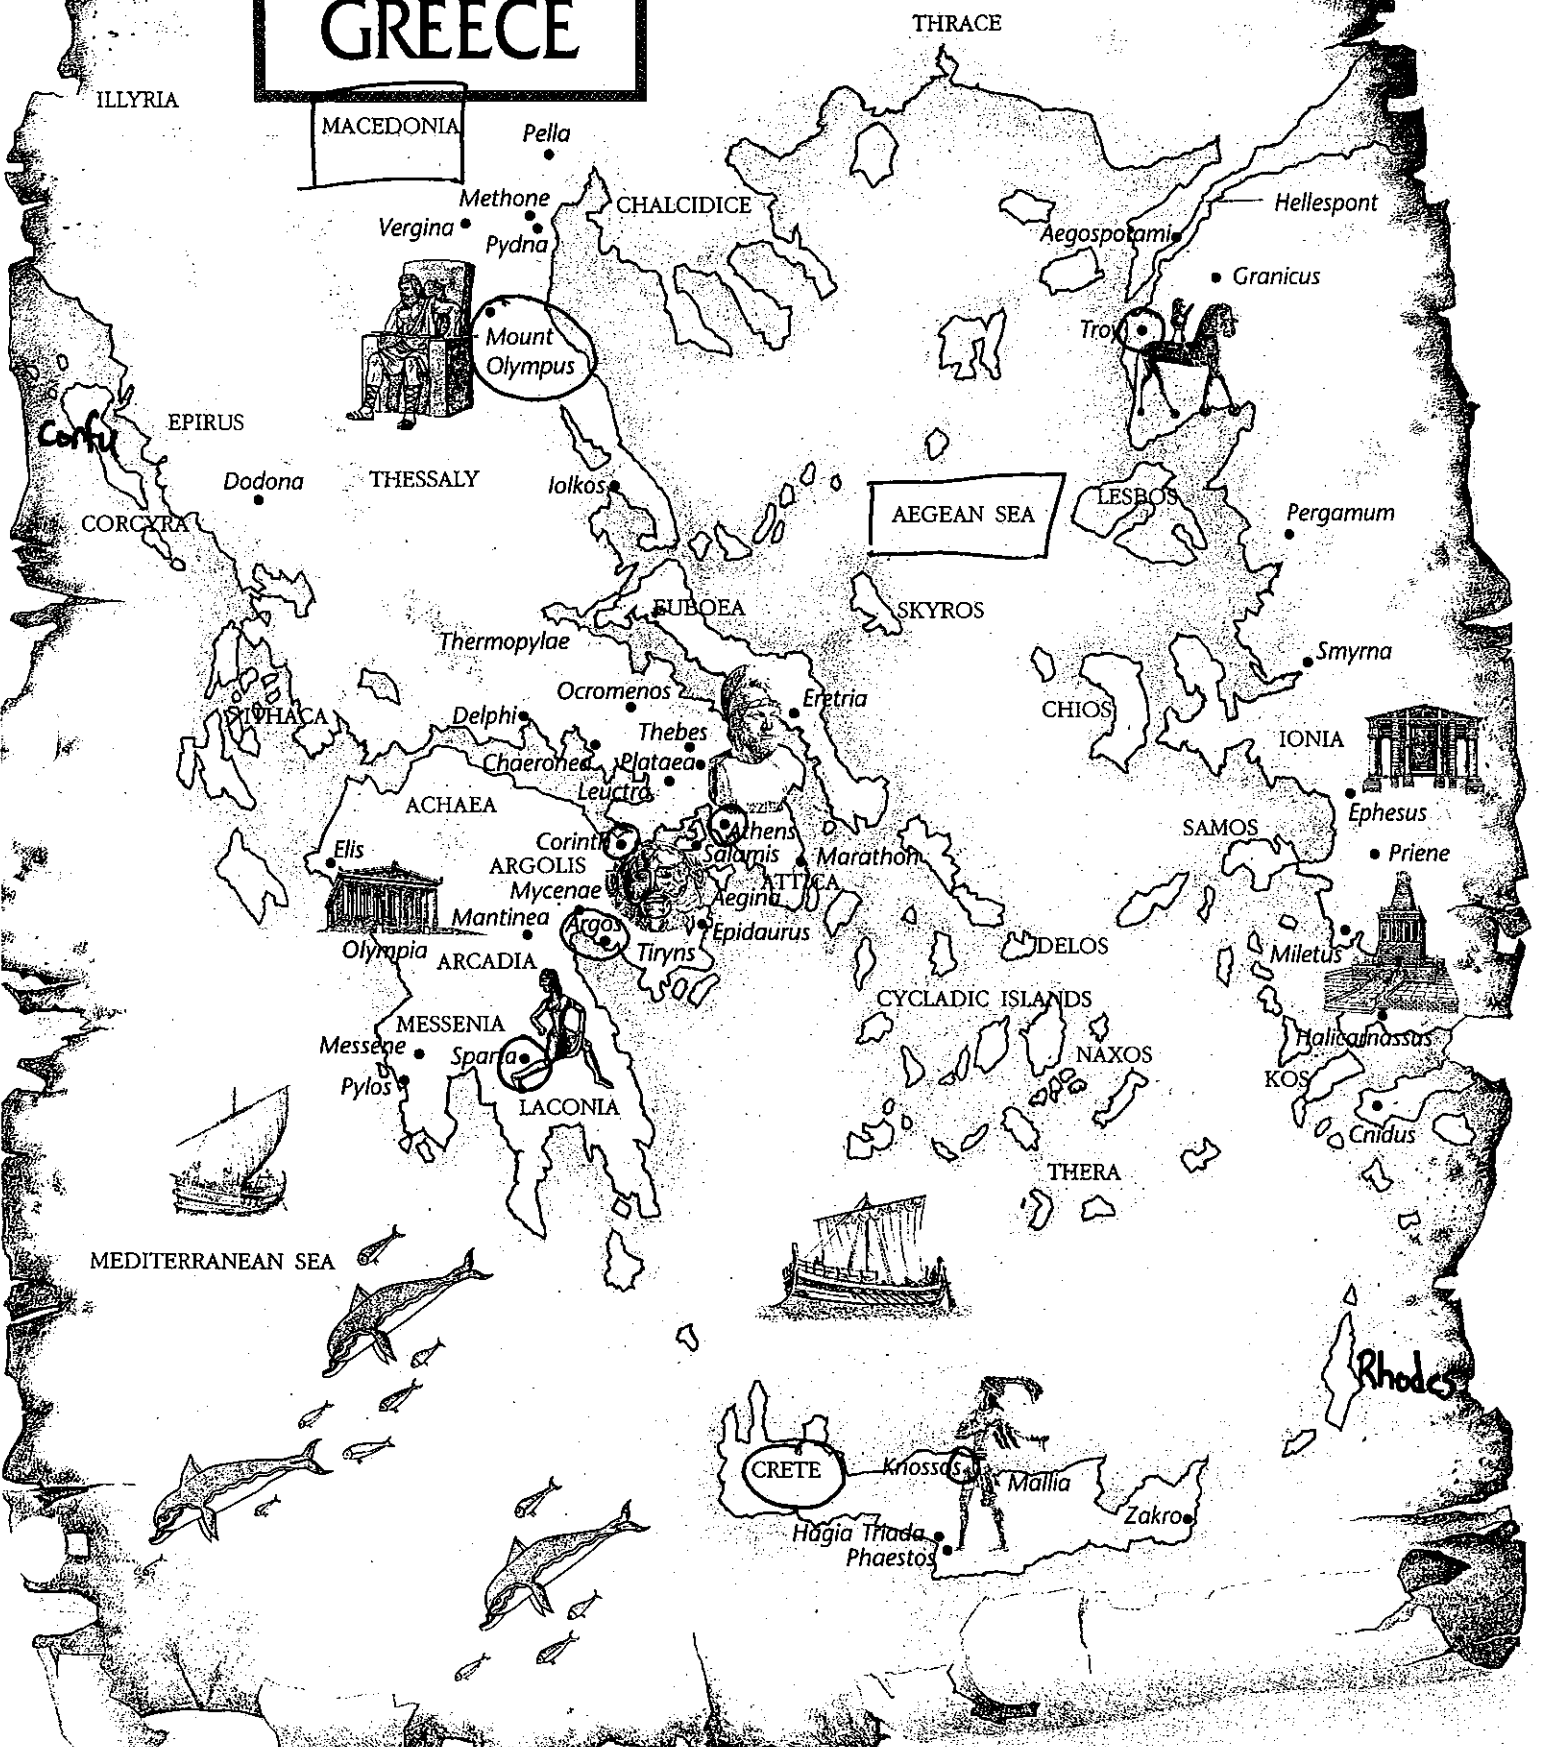 GREECE
THRACE
ILLYRIA
MACEDONIA
Pella
Methone
CHALCIDICE
Hellespont
Vergina
Pydna
Aegospotami
Granicus
Mount
Olympus
Troy
Corfu
EPIRUS
Dodona
THESSALY
Iolkos
AEGEAN SEA
LESBOS
Pergamum
CORCYRA
EUBOEA
SKYROS
Thermopylae
Smyrna
Ocromenos
Eretria
ITHACA
Delphi
CHIOS
Thebes
IONIA
Chaeronea
Plataea
Leuctra
ACHAEA
Ephesus
Corinth
Athens
SAMOS
Elis
Salamis
Marathon
Priene
ARGOLIS
ATTICA
Mycenae
Aegina
Mantinea
Argos
Epidaurus
Olympia
ARCADIA
Tiryns
DELOS
Miletus
CYCLADIC ISLANDS
MESSENIA
Messene
Sparta
NAXOS
Halicarnassus
Pylos
KOS
LACONIA
Cnidus
THERA
MEDITERRANEAN SEA
Rhodes
CRETE
Knossos
Mallia
Zakro
Hagia Triada
Phaestos